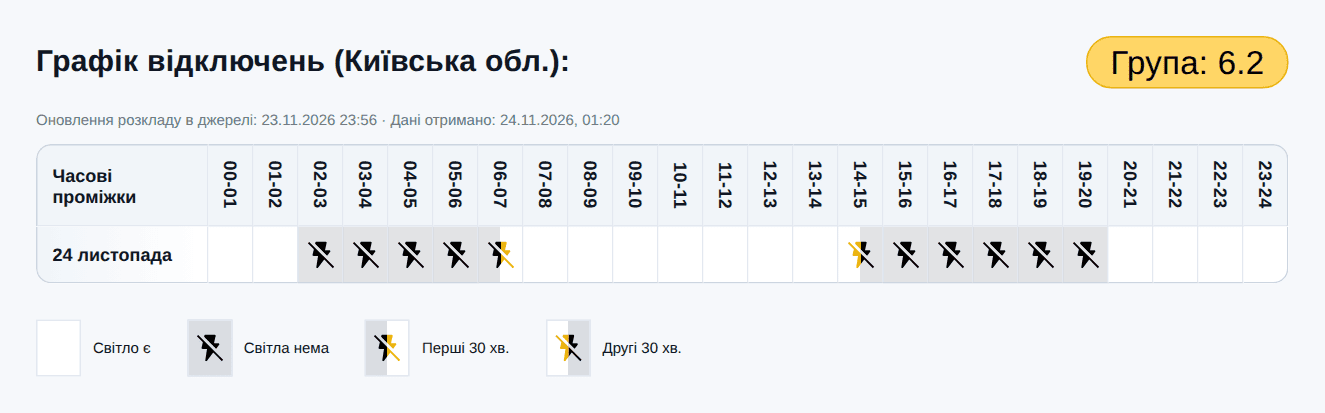 Графік відключень (Київська обл.):
Група: 6.2
Оновлення розкладу в джерелі: 23.11.2026 23:56 · Дані отримано: 24.11.2026, 01:20
Часові
проміжки
00-01
01-02
02-03
03-04
04-05
05-06
06-07
07-08
08-09
09-10
10-11
11-12
12-13
13-14
14-15
15-16
16-17
17-18
18-19
19-20
20-21
21-22
22-23
23-24
24 листопада
Світло є
Світла нема
Перші 30 хв.
Другі 30 хв.